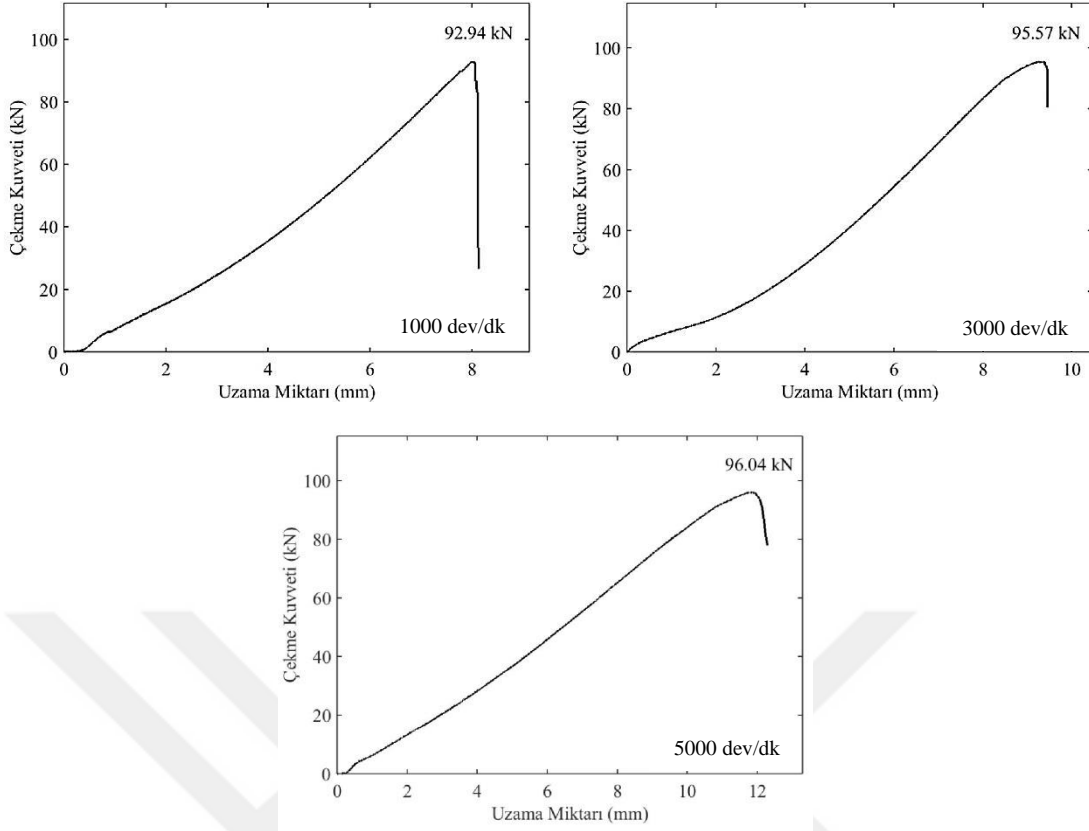 92.94 kN
100
80
60
40
20
0
Çekme Kuvveti (kN)
1000 dev/dk
0 2 4 6 8
Uzama Miktarı (mm)
95.57 kN
100
80
60
40
20
0
Çekme Kuvveti (kN)
3000 dev/dk
0 2 4 6 8 10
Uzama Miktarı (mm)
96.04 kN
100
80
60
40
20
0
Çekme Kuvveti (kN)
5000 dev/dk
0 2 4 6 8 10 12
Uzama Miktarı (mm)